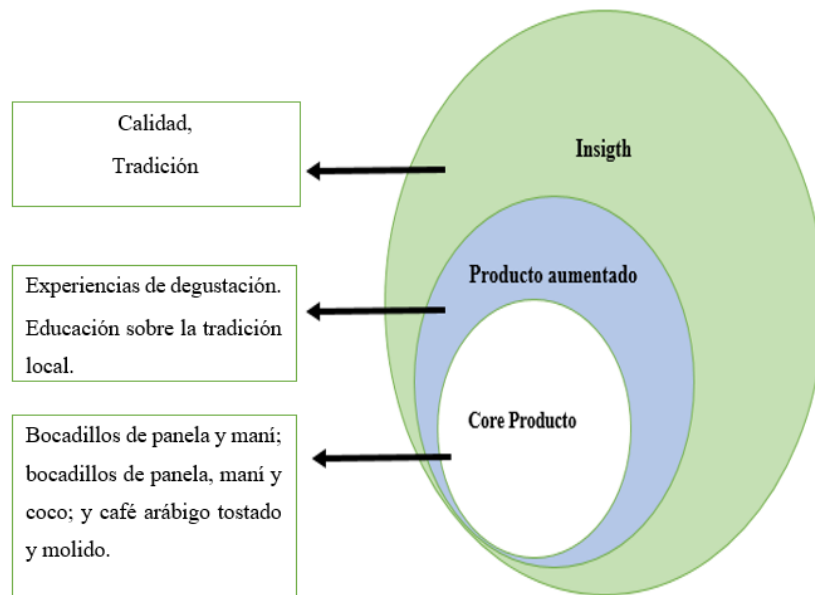 Calidad,
Tradición
Insigth
Experiencias de degustación.
Educación sobre la tradición
local.
Producto aumentado
Bocadillos de panela y maní;
bocadillos de panela, maní y
coco; y café arábigo tostado
y molido.
Core Producto